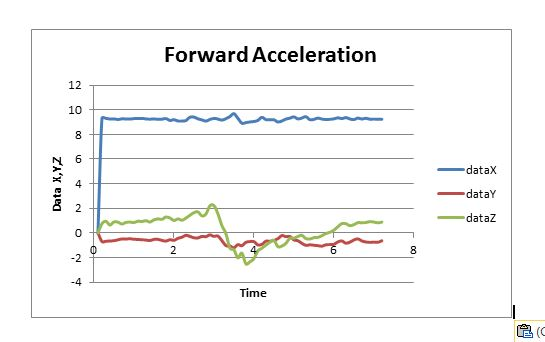 Forward Acceleration
12
10
8
6
4
2
0
-2
-4
0 2 4 6 8
Data X,Y,Z
Time
dataX
dataY
dataZ
(C